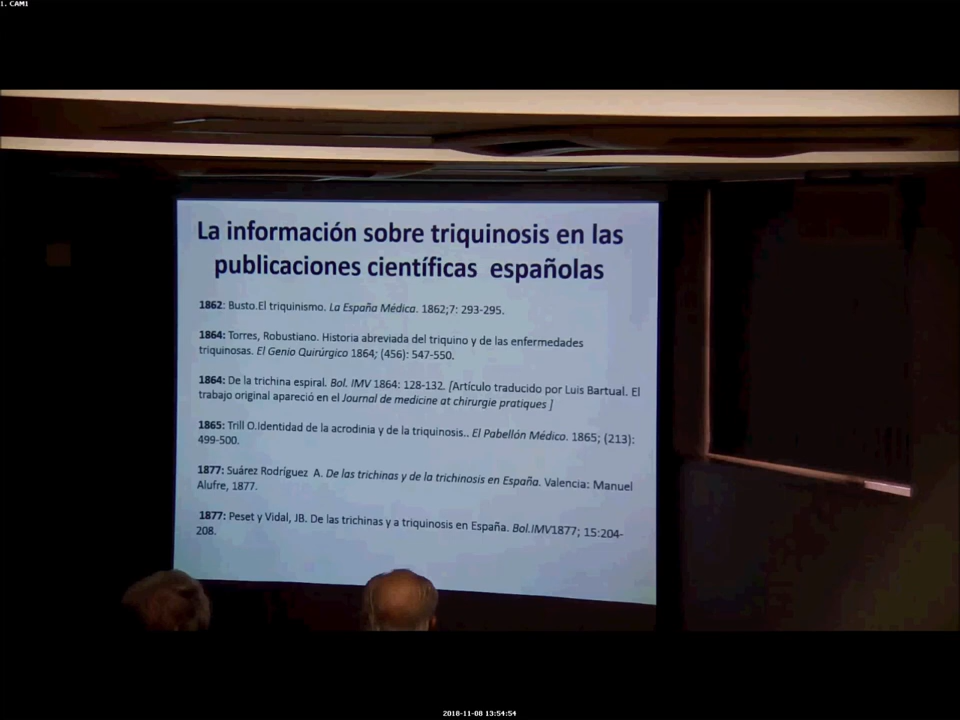 1. CAM1
La información sobre triquinosis en las
publicaciones científicas españolas
1862: Busto.El triquinismo. La España Médica. 1862;7: 293-295.
1864: Torres, Robustiano. Historia abreviada del triquino y de las enfermedades
triquinosas. El Genio Quirúrgico 1864; (456): 547-550.
1864: De la trichina espiral. Bol. IMV 1864: 128-132. [Artículo traducido por Luis Bartual. El
trabajo original apareció en el Journal de medicine at chirurgie pratiques ]
1865: Trill O.Identidad de la acrodinia y de la triquinosis.. El Pabellón Médico. 1865; (213):
499-500.
1877: Suárez Rodríguez A. De las trichinas y de la trichinosis en España. Valencia: Manuel
Alufre, 1877.
1877: Peset y Vidal, JB. De las trichinas y a triquinosis en España. Bol.IMV1877; 15:204-
208.
2018-11-08 13:54:54